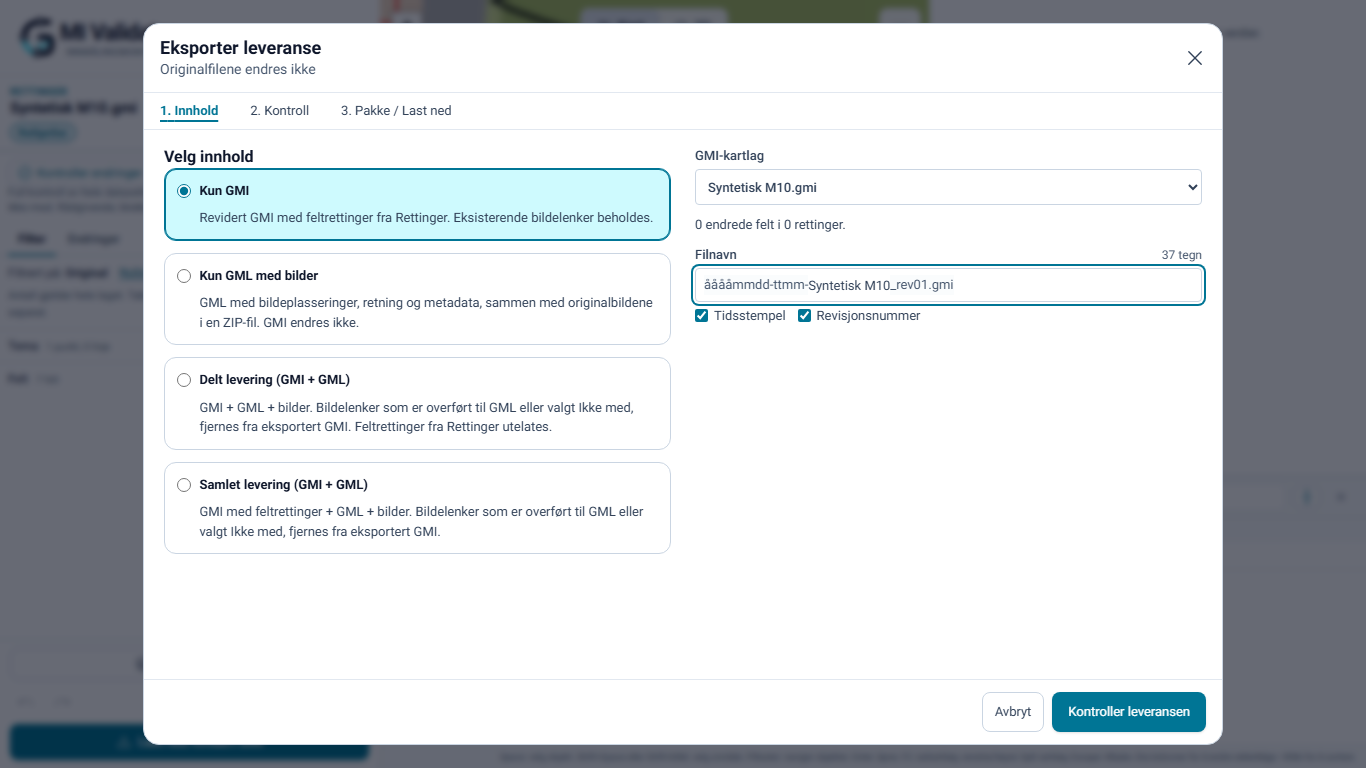 Eksporter leveranse
Originalfilene endres ikke
1. Innhold
2. Kontroll
3. Pakke / Last ned
Velg innhold
Kun GMI
Revidert GMI med feltrettinger fra Rettinger. Eksisterende bildelenker beholdes.
Kun GML med bilder
GML med bildeplasseringer, retning og metadata, sammen med originalbildene
i en ZIP-fil. GMI endres ikke.
Delt levering (GMI + GML)
GMI + GML + bilder. Bildelenker som er overført til GML eller valgt Ikke med,
fjernes fra eksportert GMI. Feltrettinger fra Rettinger utelates.
Samlet levering (GMI + GML)
GMI med feltrettinger + GML + bilder. Bildelenker som er overført til GML eller
valgt Ikke med, fjernes fra eksportert GMI.
GMI-kartlag
Syntetisk M10.gmi
0 endrede felt i 0 rettinger.
Filnavn
37 tegn
ååååmmdd-ttmm-Syntetisk M10_rev01.gmi
Tidsstempel
Revisjonsnummer
Avbryt
Kontroller leveransen
Syntetisk M10.gmi